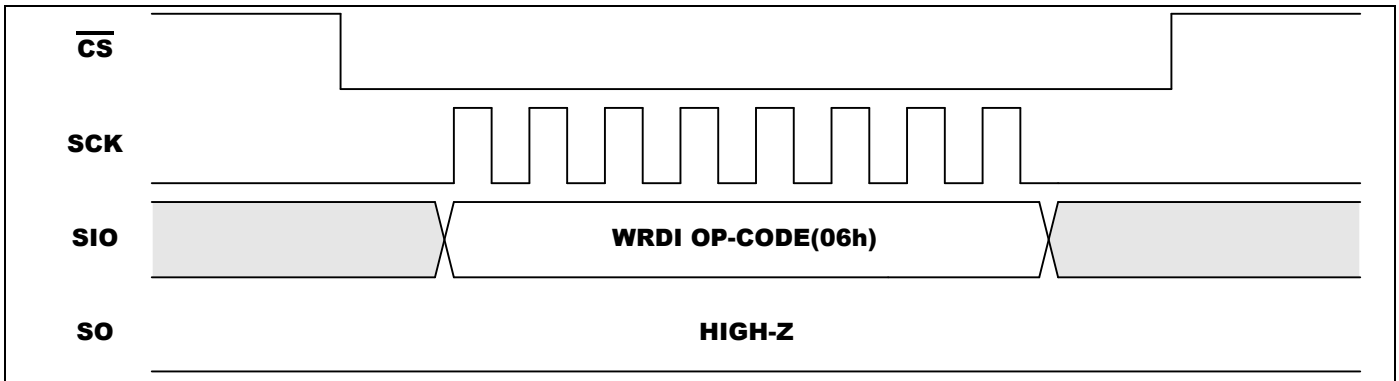 CS
SCK
SIO
WRDI OP-CODE(06h)
SO
HIGH-Z